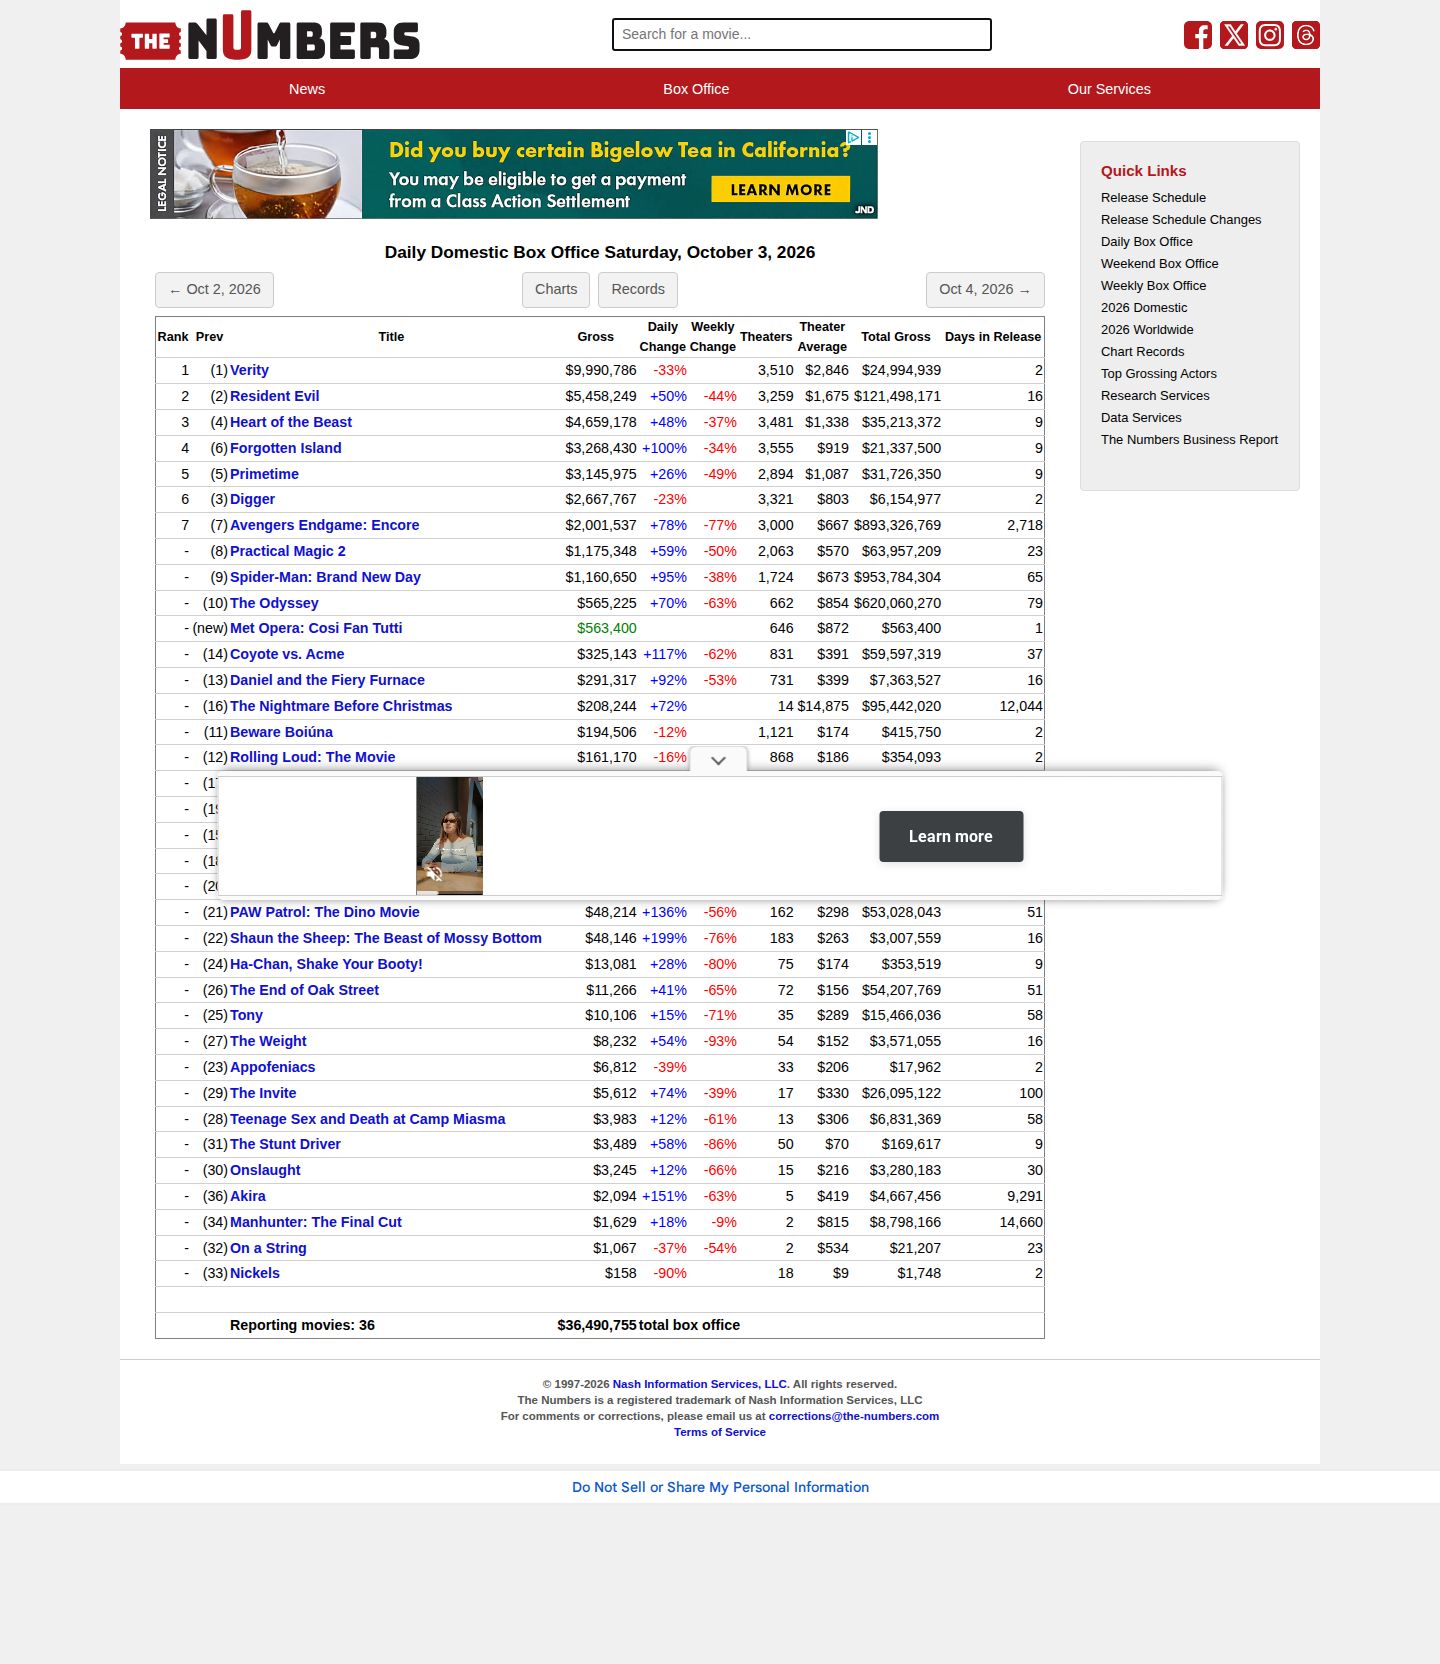 THE NUMBERS
Search for a movie...
News Box Office Our Services
LEGAL NOTICE
Did you buy certain Bigelow Tea in California?
You may be eligible to get a payment
from a Class Action Settlement
LEARN MORE
JND
Quick Links
Release Schedule
Release Schedule Changes
Daily Box Office
Weekend Box Office
Weekly Box Office
2026 Domestic
2026 Worldwide
Chart Records
Top Grossing Actors
Research Services
Data Services
The Numbers Business Report
Daily Domestic Box Office Saturday, October 3, 2026
← Oct 2, 2026 Charts Records Oct 4, 2026 →
Rank Prev Title Gross Daily Change Weekly Change Theaters Theater Average Total Gross Days in Release
1 (1) Verity $9,990,786 -33% 3,510 $2,846 $24,994,939 2
2 (2) Resident Evil $5,458,249 +50% -44% 3,259 $1,675 $121,498,171 16
3 (4) Heart of the Beast $4,659,178 +48% -37% 3,481 $1,338 $35,213,372 9
4 (6) Forgotten Island $3,268,430 +100% -34% 3,555 $919 $21,337,500 9
5 (5) Primetime $3,145,975 +26% -49% 2,894 $1,087 $31,726,350 9
6 (3) Digger $2,667,767 -23% 3,321 $803 $6,154,977 2
7 (7) Avengers Endgame: Encore $2,001,537 +78% -77% 3,000 $667 $893,326,769 2,718
- (8) Practical Magic 2 $1,175,348 +59% -50% 2,063 $570 $63,957,209 23
- (9) Spider-Man: Brand New Day $1,160,650 +95% -38% 1,724 $673 $953,784,304 65
- (10) The Odyssey $565,225 +70% -63% 662 $854 $620,060,270 79
- (new) Met Opera: Cosi Fan Tutti $563,400 646 $872 $563,400 1
- (14) Coyote vs. Acme $325,143 +117% -62% 831 $391 $59,597,319 37
- (13) Daniel and the Fiery Furnace $291,317 +92% -53% 731 $399 $7,363,527 16
- (16) The Nightmare Before Christmas $208,244 +72% 14 $14,875 $95,442,020 12,044
- (11) Beware Boiúna $194,506 -12% 1,121 $174 $415,750 2
- (12) Rolling Loud: The Movie $161,170 -16% 868 $186 $354,093 2
-
-
-
-
-
Learn more
- (21) PAW Patrol: The Dino Movie $48,214 +136% -56% 162 $298 $53,028,043 51
- (22) Shaun the Sheep: The Beast of Mossy Bottom $48,146 +199% -76% 183 $263 $3,007,559 16
- (24) Ha-Chan, Shake Your Booty! $13,081 +28% -80% 75 $174 $353,519 9
- (26) The End of Oak Street $11,266 +41% -65% 72 $156 $54,207,769 51
- (25) Tony $10,106 +15% -71% 35 $289 $15,466,036 58
- (27) The Weight $8,232 +54% -93% 54 $152 $3,571,055 16
- (23) Appofeniacs $6,812 -39% 33 $206 $17,962 2
- (29) The Invite $5,612 +74% -39% 17 $330 $26,095,122 100
- (28) Teenage Sex and Death at Camp Miasma $3,983 +12% -61% 13 $306 $6,831,369 58
- (31) The Stunt Driver $3,489 +58% -86% 50 $70 $169,617 9
- (30) Onslaught $3,245 +12% -66% 15 $216 $3,280,183 30
- (36) Akira $2,094 +151% -63% 5 $419 $4,667,456 9,291
- (34) Manhunter: The Final Cut $1,629 +18% -9% 2 $815 $8,798,166 14,660
- (32) On a String $1,067 -37% -54% 2 $534 $21,207 23
- (33) Nickels $158 -90% 18 $9 $1,748 2
Reporting movies: 36 $36,490,755 total box office
© 1997-2026 Nash Information Services, LLC. All rights reserved.
The Numbers is a registered trademark of Nash Information Services, LLC
For comments or corrections, please email us at corrections@the-numbers.com
Terms of Service
Do Not Sell or Share My Personal Information